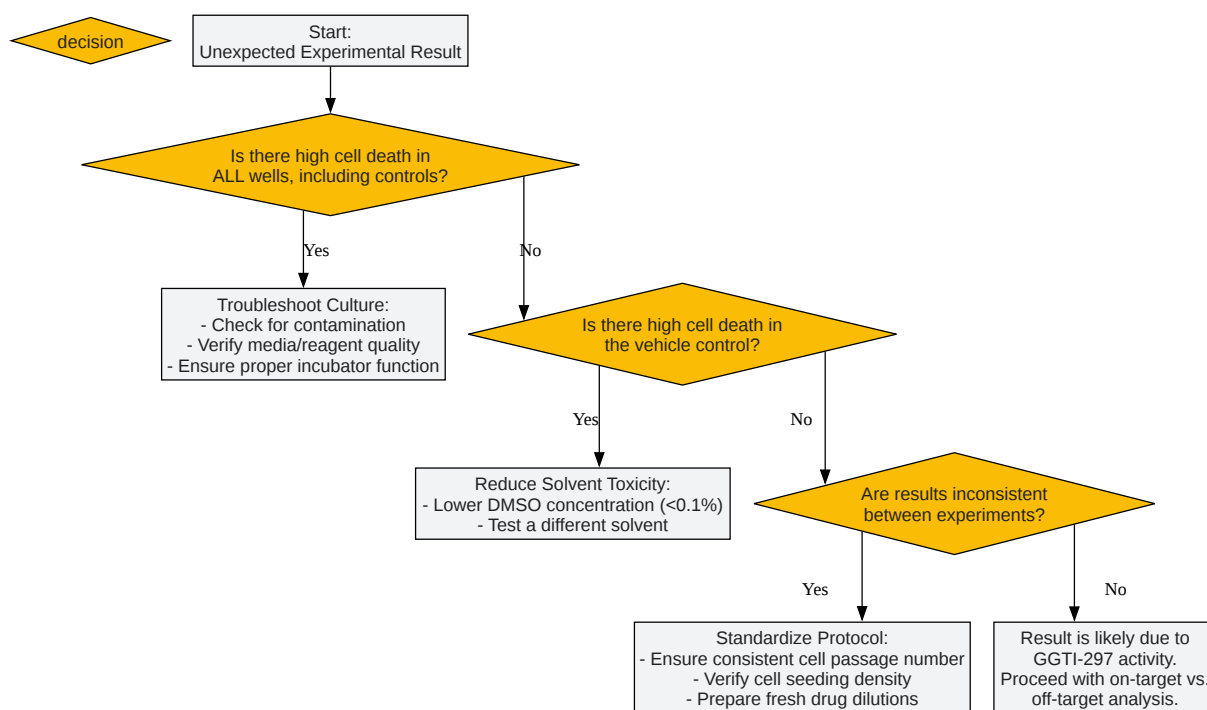 decision
Start:
Unexpected Experimental Result
Is there high cell death in
ALL wells, including controls?
Yes
No
Troubleshoot Culture:
- Check for contamination
- Verify media/reagent quality
- Ensure proper incubator function
Is there high cell death in
the vehicle control?
Yes
No
Reduce Solvent Toxicity:
- Lower DMSO concentration (<0.1%)
- Test a different solvent
Are results inconsistent
between experiments?
Yes
No
Standardize Protocol:
- Ensure consistent cell passage number
- Verify cell seeding density
- Prepare fresh drug dilutions
Result is likely due to
GGTI-297 activity.
Proceed with on-target vs.
off-target analysis.